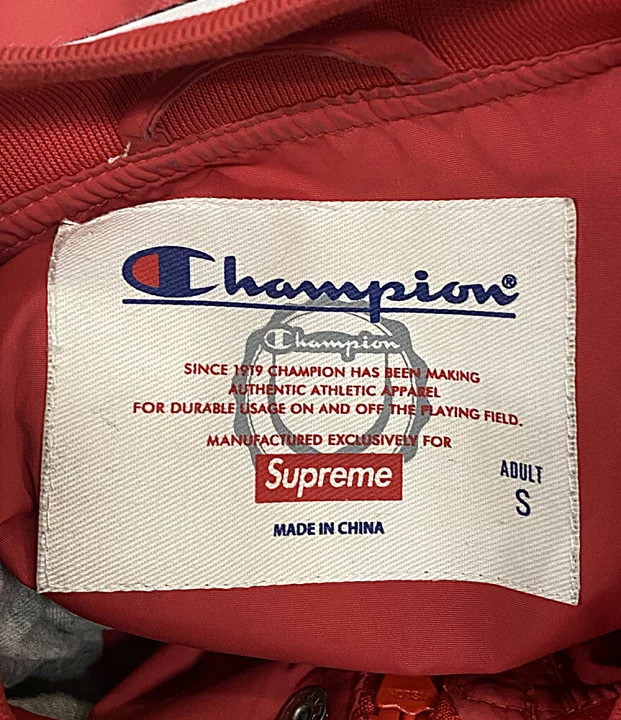 Champion®
Champion
SINCE 1919 CHAMPION HAS BEEN MAKING
AUTHENTIC ATHLETIC APPAREL
FOR DURABLE USAGE ON AND OFF THE PLAYING FIELD.
MANUFACTURED EXCLUSIVELY FOR
Supreme
ADULT
S
MADE IN CHINA